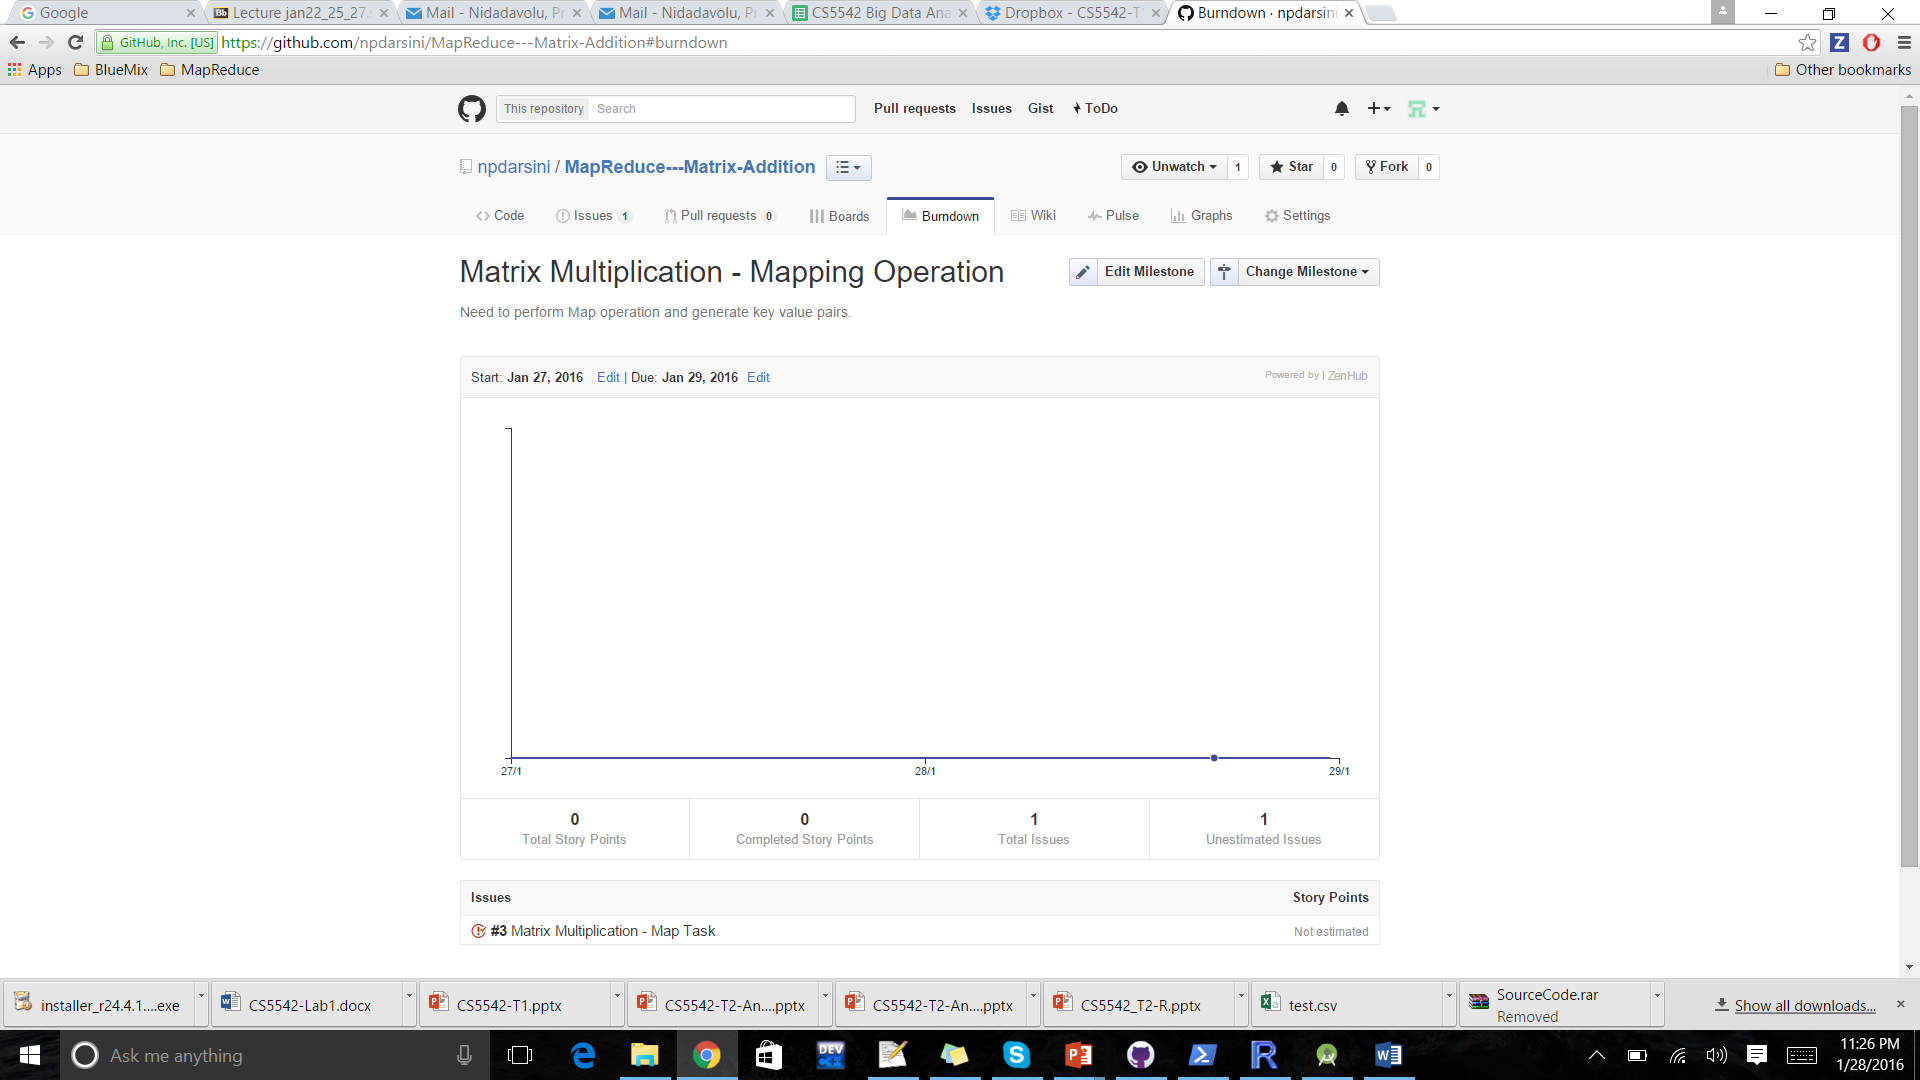 Google
Lecture jan22_25_27.
Mail - Nidadavolu, Pr
Mail - Nidadavolu, Pr
CS5542 Big Data Ana
Dropbox - CS5542-T
Burndown · npdarsini
GitHub, Inc. [US] https://github.com/npdarsini/MapReduce---Matrix-Addition#burndown
Apps BlueMix MapReduce Other bookmarks
This repository Search Pull requests Issues Gist ToDo
npdarsini / MapReduce---Matrix-Addition Unwatch 1 Star 0 Fork 0
Code Issues 1 Pull requests 0 Boards Burndown Wiki Pulse Graphs Settings
Matrix Multiplication - Mapping Operation Edit Milestone Change Milestone
Need to perform Map operation and generate key value pairs.
Start: Jan 27, 2016 Edit | Due: Jan 29, 2016 Edit Powered by | ZenHub
27/1 28/1 29/1
0 0 1 1
Total Story Points Completed Story Points Total Issues Unestimated Issues
Issues Story Points
#3 Matrix Multiplication - Map Task Not estimated
installer_r24.4.1....exe CS5542-Lab1.docx CS5542-T1.pptx CS5542-T2-An....pptx CS5542-T2-An....pptx CS5542_T2-R.pptx test.csv SourceCode.rar Show all downloads...
Removed
Ask me anything DEV 11:26 PM
1/28/2016